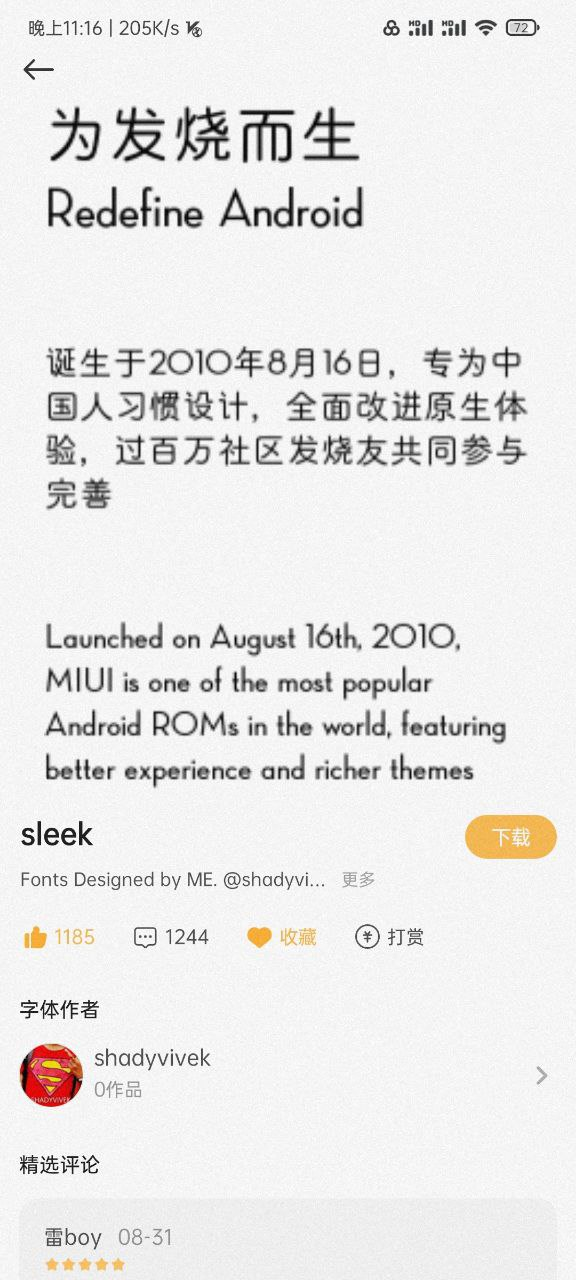 晚上11:16 | 205K/s
72
为发烧而生
Redefine Android
诞生于2010年8月16日，专为中
国人习惯设计，全面改进原生体
验，过百万社区发烧友共同参与
完善
Launched on August 16th, 2010,
MIUI is one of the most popular
Android ROMs in the world, featuring
better experience and richer themes
sleek
下载
Fonts Designed by ME. @shadyvi... 更多
1185 1244 收藏 打赏
字体作者
shadyvivek
0作品
SHADYVIVEK
精选评论
雷boy 08-31